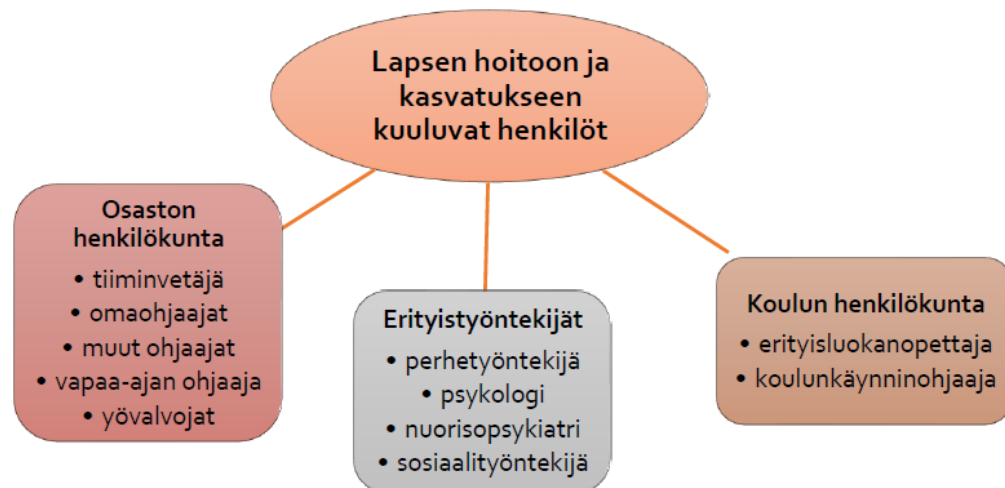 Lapsen hoitoon ja
kasvatukseen
kuuluvat henkilöt
Osaston
henkilökunta
• tiiminvetäjä
• omaohjaajat
• muut ohjaajat
• vapaa-ajan ohjaaja
• yövalvojat
Erityistyöntekijät
• perhetyöntekijä
• psykologi
• nuorisopsykiatri
• sosiaalityöntekijä
Koulun henkilökunta
• erityisluokanopettaja
• koulunkäynninohjaaja